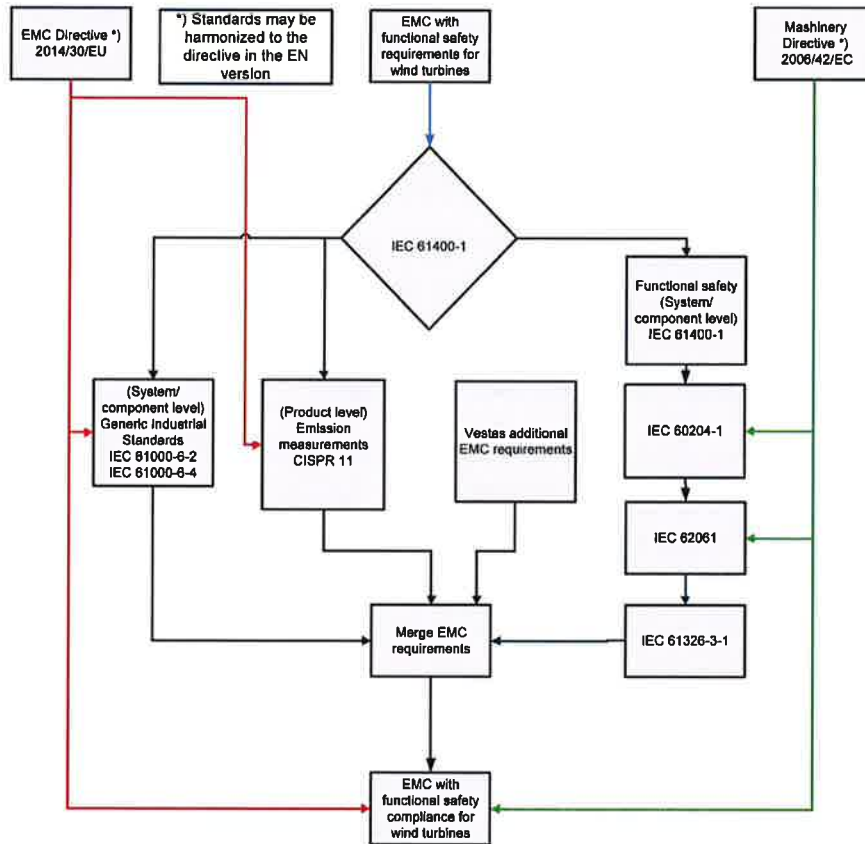 EMC Directive *)
2014/30/EU
*) Standards may be
harmonized to the
directive in the EN
version
EMC with
functional safety
requirements for
wind turbines
Mashinery
Directive *)
2006/42/EC
IEC 61400-1
Functional safety
(System/
component level)
IEC 61400-1
(System/
component level)
Generic Industrial
Standards
IEC 61000-6-2
IEC 61000-6-4
(Product level)
Emission
measurements
CISPR 11
Vestas additional
EMC requirements
IEC 60204-1
IEC 62061
Merge EMC
requirements
IEC 61326-3-1
EMC with
functional safety
compliance for
wind turbines